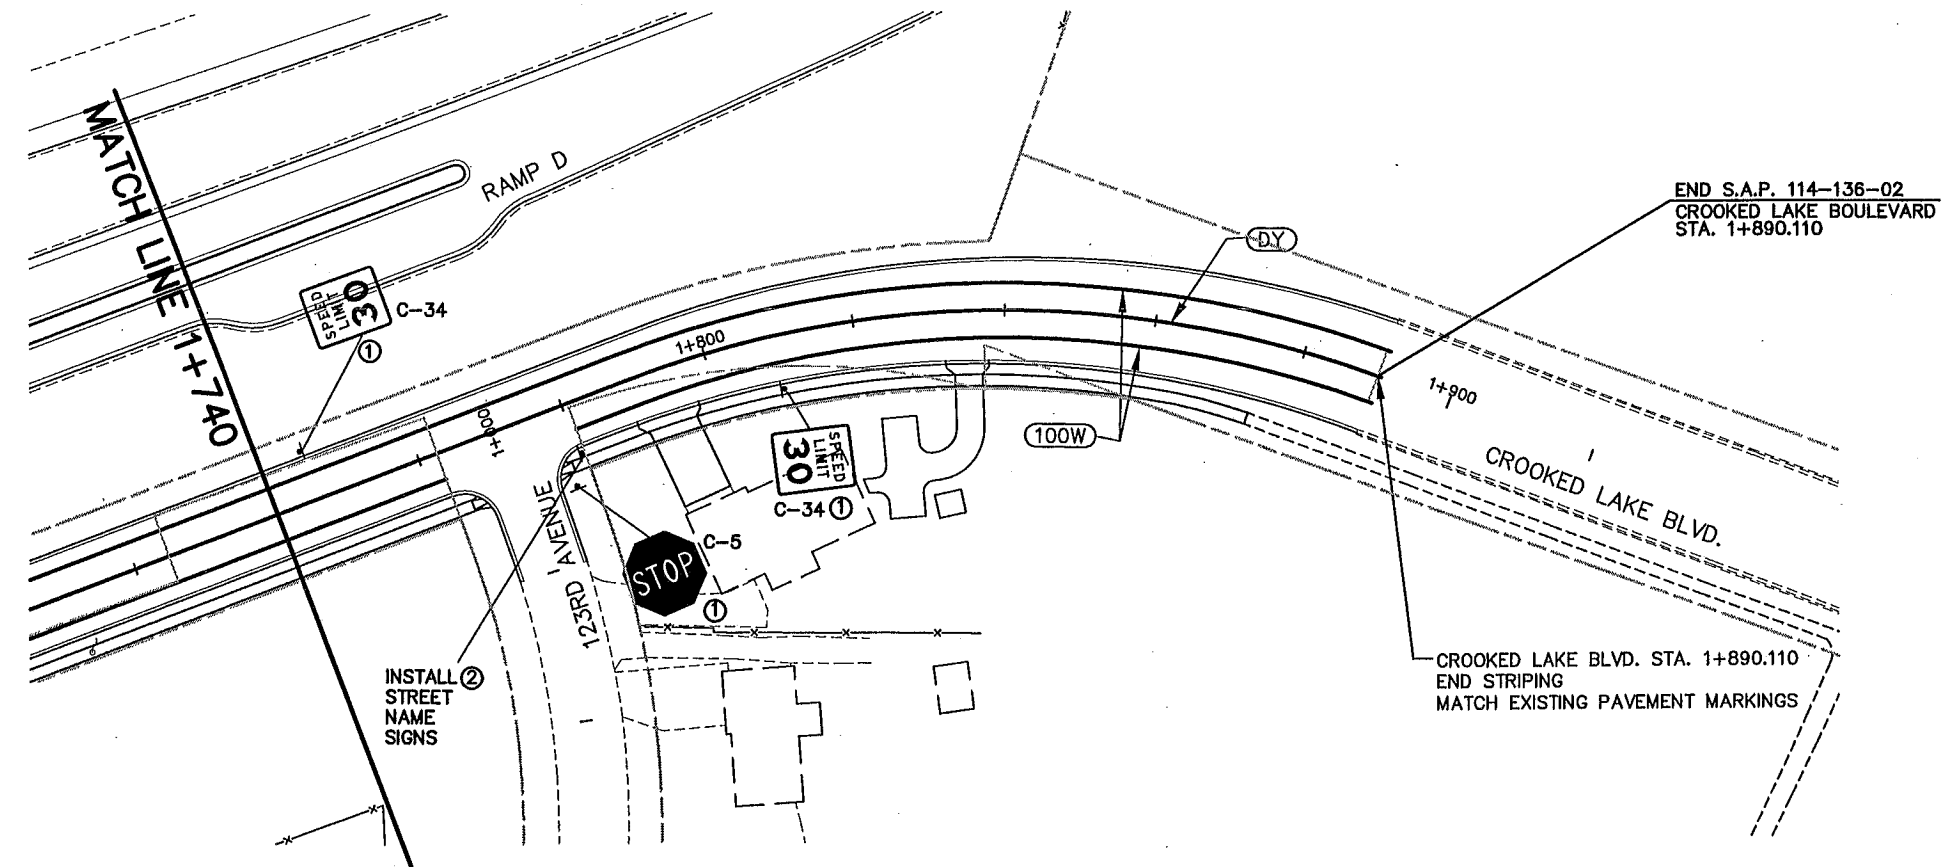 MATCH LINE 1+740
RAMP D
SPEED
LIMIT
30
C-34
1
1+800
1+000
DY
END S.A.P. 114-136-02
CROOKED LAKE BOULEVARD
STA. 1+890.110
1+900
100W
CROOKED LAKE BLVD.
SPEED
LIMIT
30
C-34 1
123RD AVENUE
STOP
C-5
1
INSTALL 2
STREET
NAME
SIGNS
CROOKED LAKE BLVD. STA. 1+890.110
END STRIPING
MATCH EXISTING PAVEMENT MARKINGS